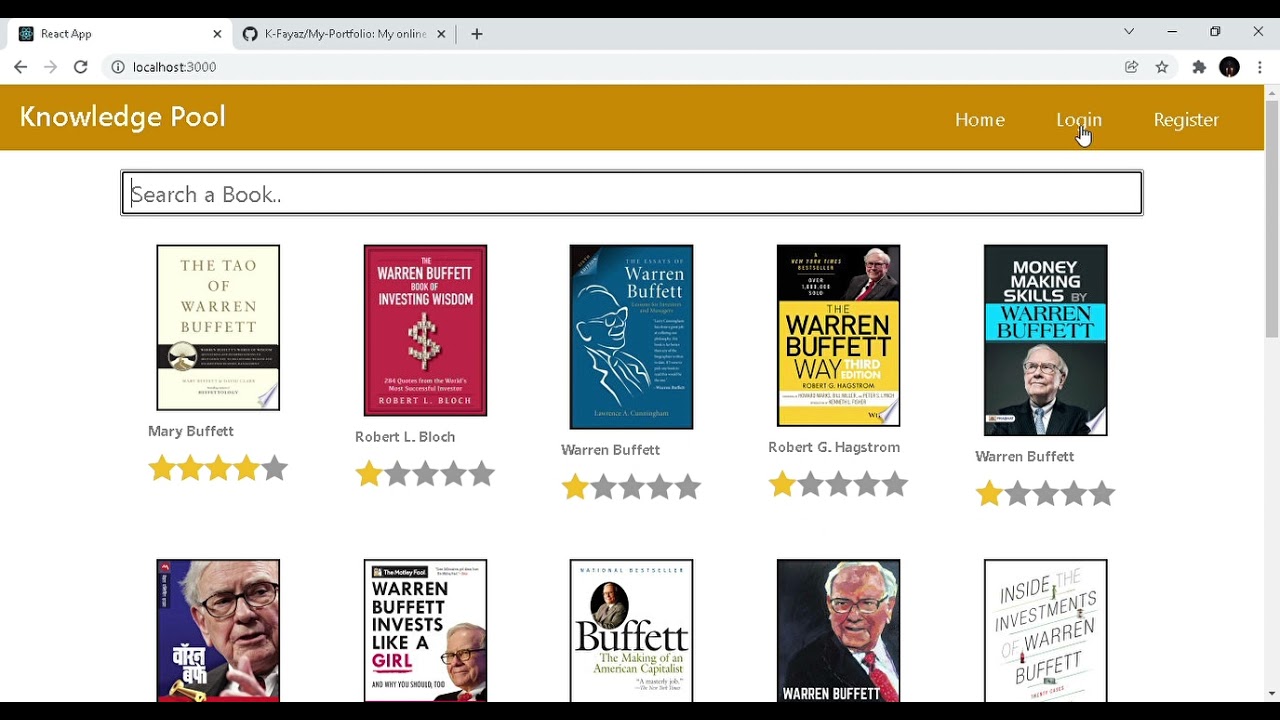 React App
K-Fayaz/My-Portfolio: My online
localhost:3000
Knowledge Pool
Home
Login
Register
Search a Book..
THE TAO
OF
WARREN
BUFFETT
MARY BUFFETT & DAVID CLARK
THE
WARREN BUFFETT
BOOK OF
INVESTING WISDOM
284 Quotes from the World's
Most Successful Investor
ROBERT L. BLOCH
THE ESSAYS OF
Warren
Buffett
Lessons for Investors
and Managers
Warren Buffett
Lawrence A. Cunningham
A NEW YORK TIMES
BESTSELLER
OVER
1,000,000
SOLD
THE
WARREN
BUFFETT
WAY THIRD
EDITION
ROBERT G. HAGSTROM
MONEY
MAKING
SKILLS BY
WARREN
BUFFETT
Mary Buffett
Robert L. Bloch
Warren Buffett
Robert G. Hagstrom
Warren Buffett
वॉरन
बफे
The Motley Fool
WARREN
BUFFETT
INVESTS
LIKE A
GIRL
AND WHY YOU SHOULD, TOO
NATIONAL BESTSELLER
Buffett
The Making of an
American Capitalist
"A masterly job."
—The New York Times
WARREN BUFFETT
INSIDE THE
INVESTMENTS
OF WARREN
BUFFETT
TWENTY CASES